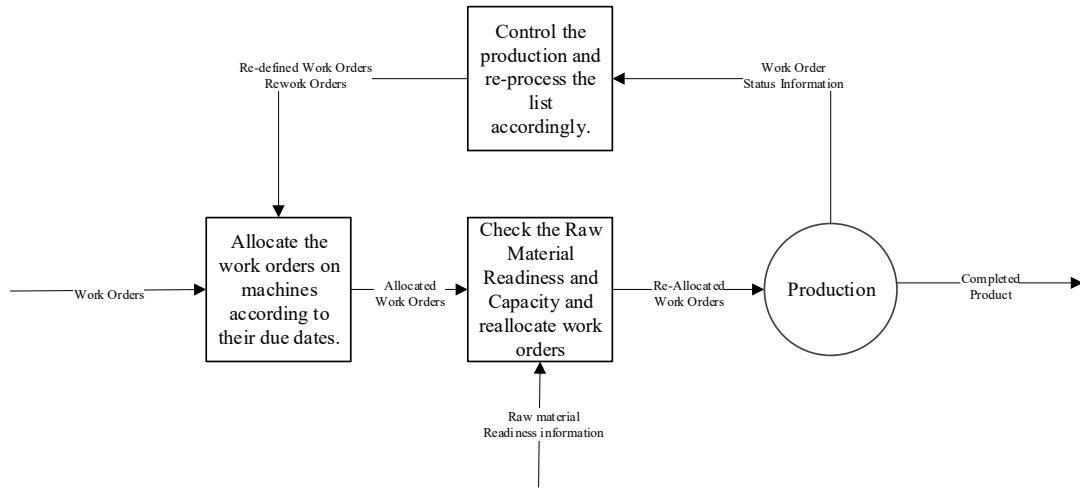 Control the
production and
re-process the
list
accordingly.
Re-defined Work Orders
Rework Orders
Work Order
Status Information
Allocate the
work orders on
machines
according to
their due dates.
Check the Raw
Material
Readiness and
Capacity and
reallocate work
orders
Work Orders
Allocated
Work Orders
Re-Allocated
Work Orders
Production
Completed
Product
Raw material
Readiness information